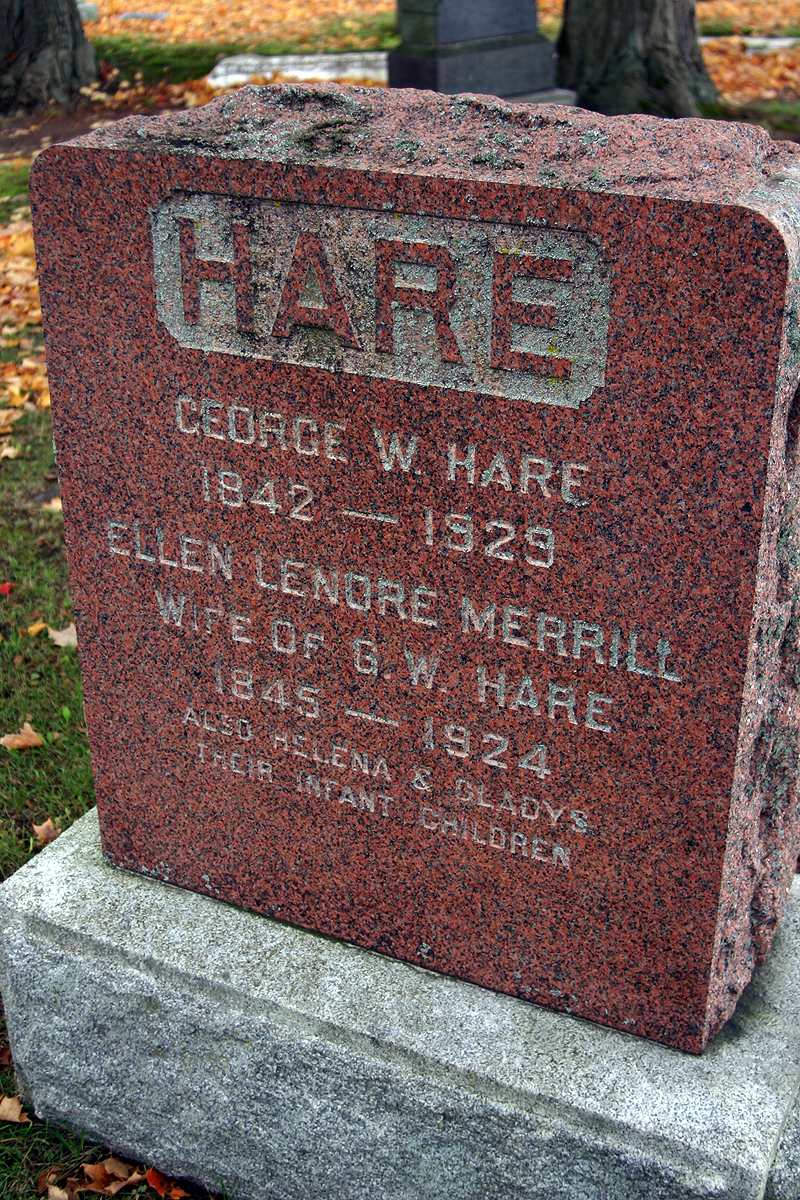 HARE
GEORGE W. HARE
1842 — 1929
ELLEN LENORE MERRILL
WIFE OF G. W. HARE
1845 — 1924
ALSO HELENA & GLADYS
THEIR INFANT CHILDREN